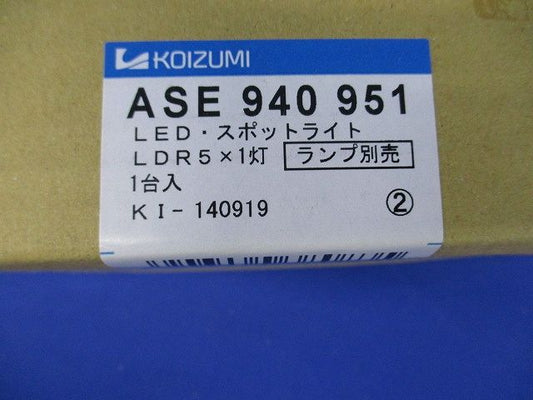 KOIZUMI
ASE 940 951
LED・スポットライト
LDR5×1灯 ランプ別売
1台入
KI-140919 ②